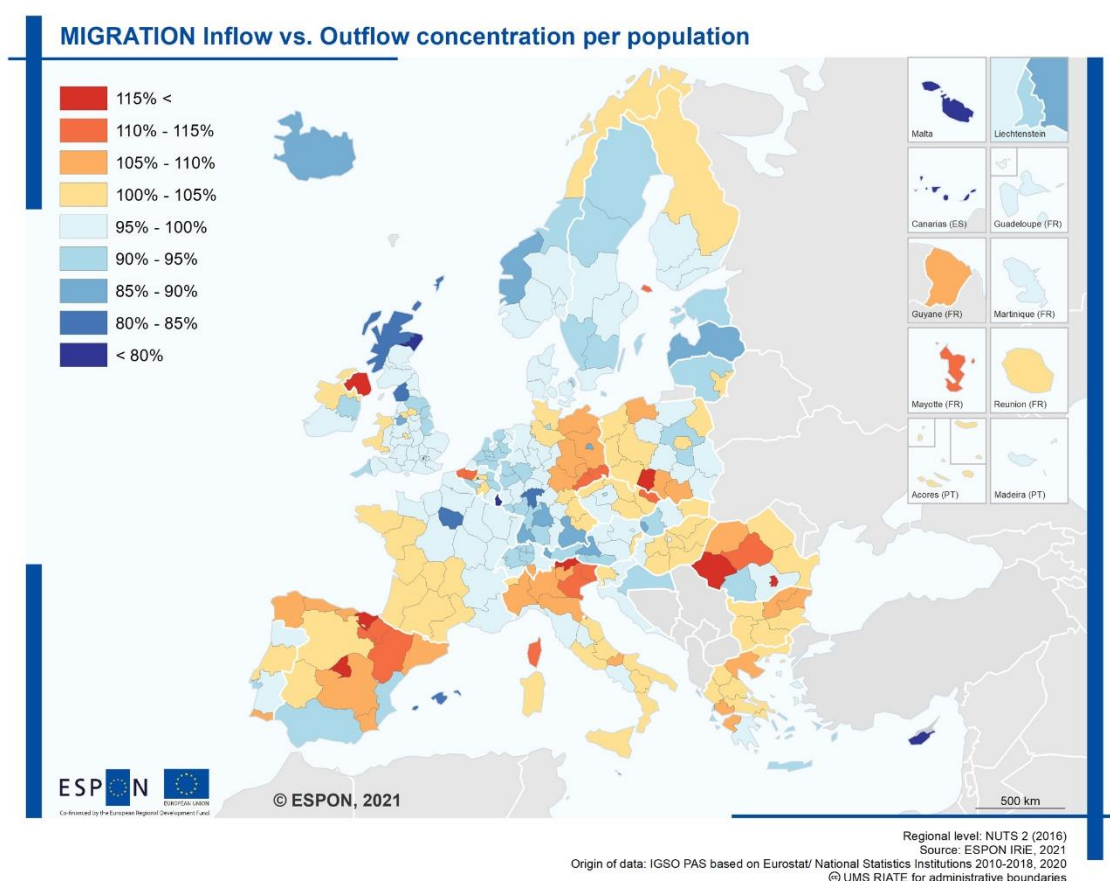 MIGRATION Inflow vs. Outflow concentration per population
115% <
110% - 115%
105% - 110%
100% - 105%
95% - 100%
90% - 95%
85% - 90%
80% - 85%
< 80%
Malta
Liechtenstein
Canarias (ES)
Guadeloupe (FR)
Guyane (FR)
Martinique (FR)
Mayotte (FR)
Reunion (FR)
Acores (PT)
Madeira (PT)
ESPON
EUROPEAN UNION
Co-financed by the European Regional Development Fund
© ESPON, 2021
500 km
Regional level: NUTS 2 (2016)
Source: ESPON IRiE, 2021
Origin of data: IGSO PAS based on Eurostat/ National Statistics Institutions 2010-2018, 2020
cc UMS RIATE for administrative boundaries